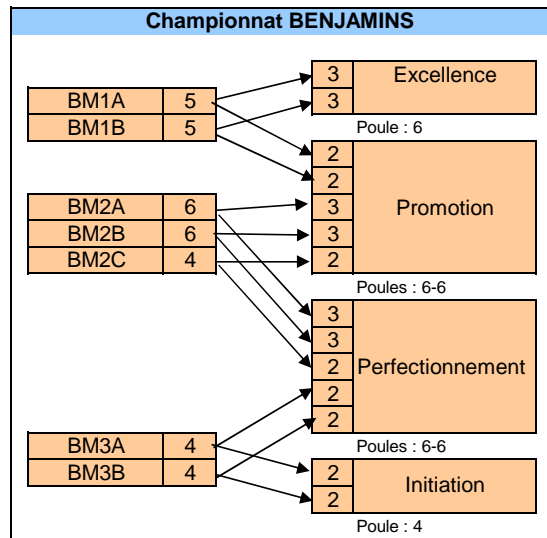 Championnat BENJAMINS
3 Excellence
3
BM1A 5
BM1B 5
Poule : 6
2
2
BM2A 6
BM2B 6
BM2C 4
3 Promotion
3
2
Poules : 6-6
3
3
2 Perfectionnement
2
2
BM3A 4
BM3B 4
Poules : 6-6
2 Initiation
2
Poule : 4